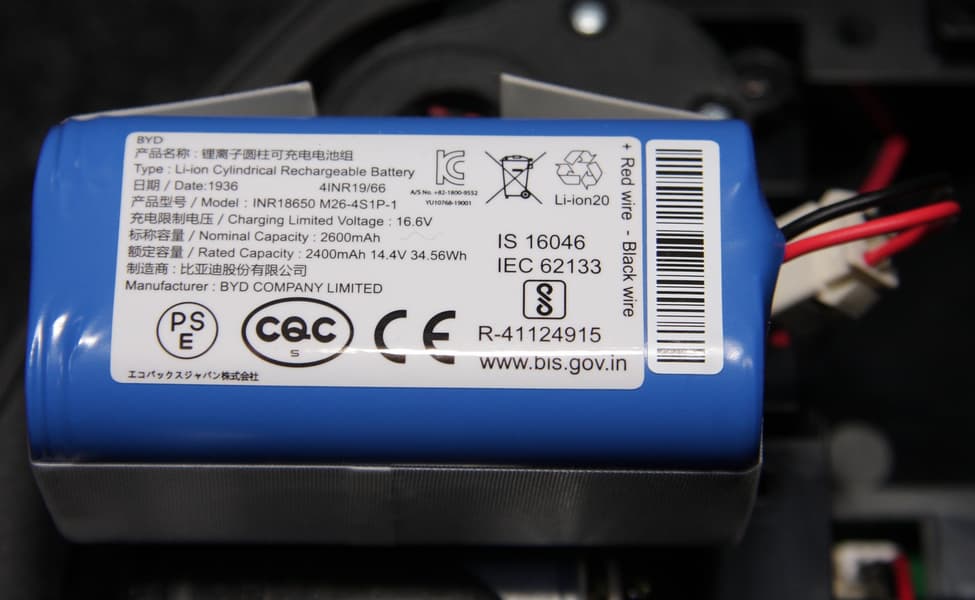 BYD
产品名称 : 锂离子圆柱可充电电池组
Type : Li-ion Cylindrical Rechargeable Battery
日期 / Date:1936 4INR19/66
产品型号 / Model : INR18650 M26-4S1P-1
充电限制电压 / Charging Limited Voltage : 16.6V
标称容量 / Nominal Capacity : 2600mAh
额定容量 / Rated Capacity : 2400mAh 14.4V 34.56Wh
制造商 : 比亚迪股份有限公司
Manufacturer : BYD COMPANY LIMITED
A/S No. +82-1800-9552
YU10768-19001
Li-ion20
IS 16046
IEC 62133
R-41124915
www.bis.gov.in
PS
E
CQC
S
CE
エコバックスジャパン株式会社
+ Red wire - Black wire